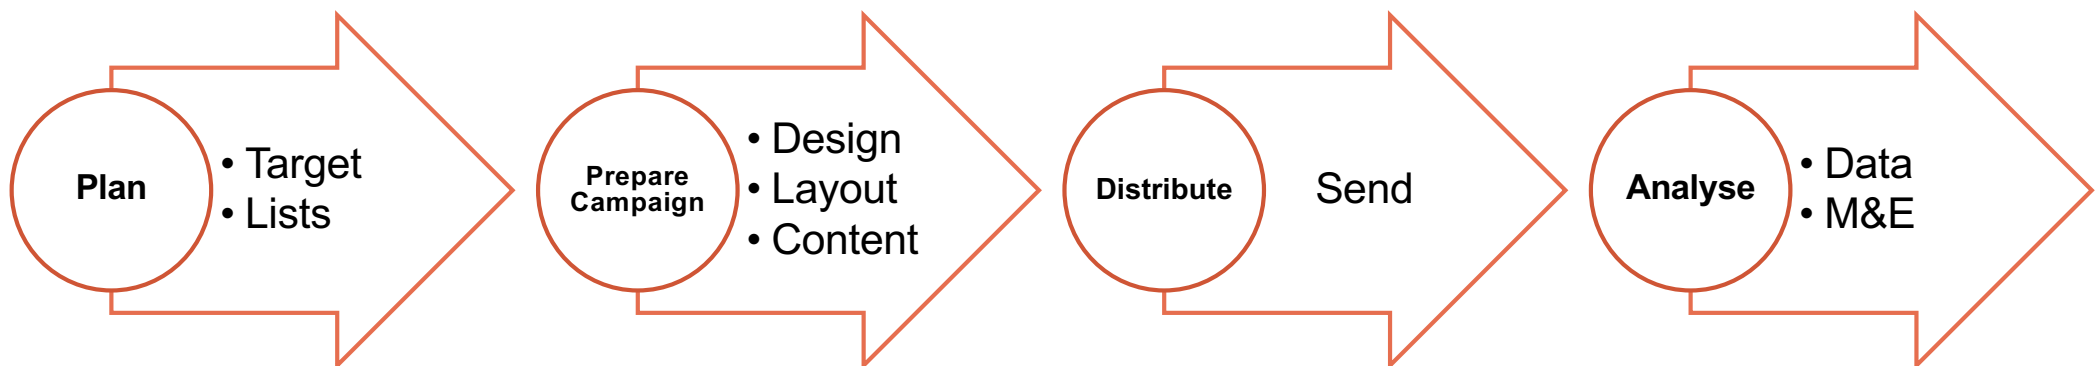 Plan
• Target
• Lists
Prepare
Campaign
• Design
• Layout
• Content
Distribute
Send
Analyse
• Data
• M&E